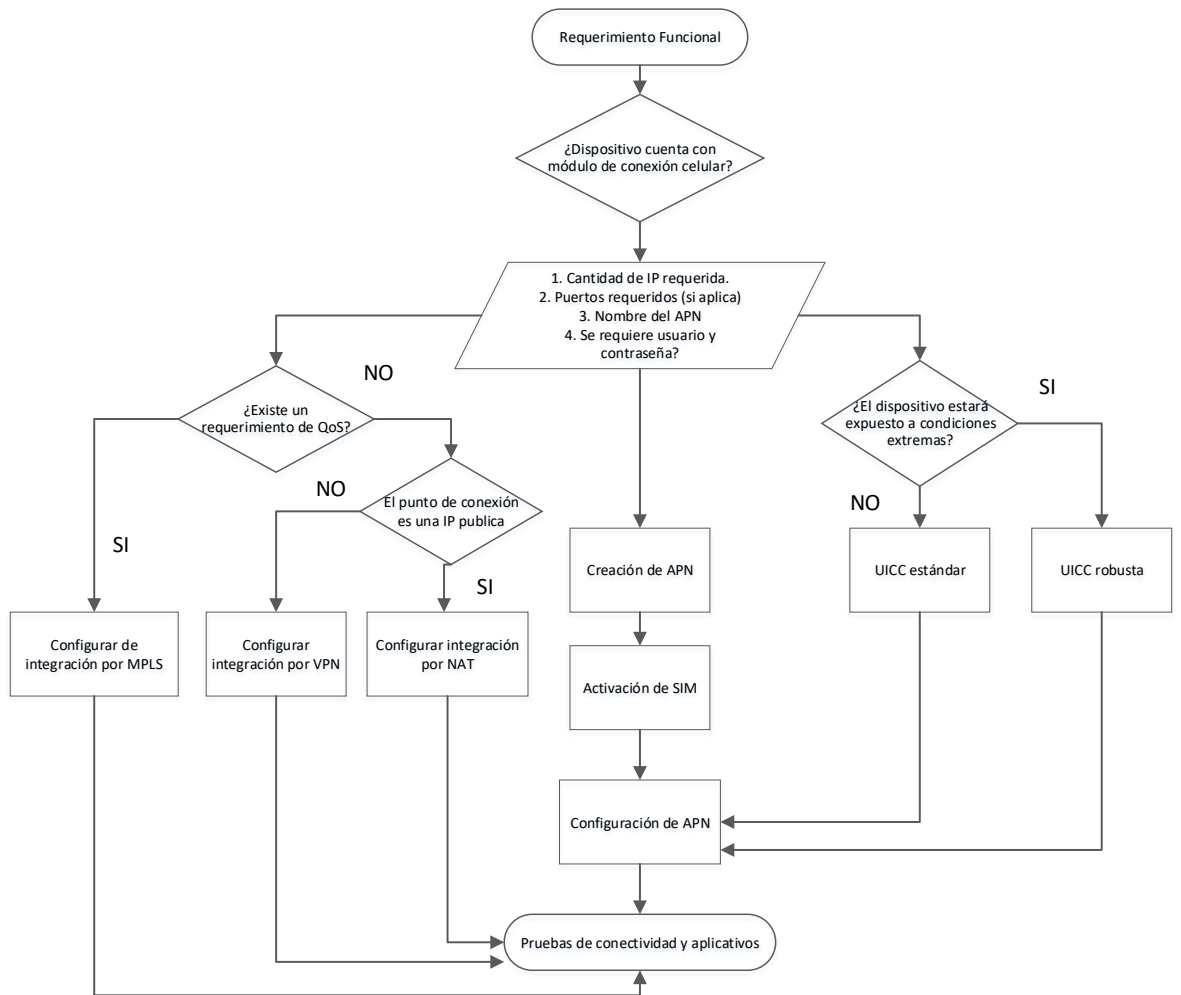 Requerimiento Funcional
¿Dispositivo cuenta con
módulo de conexión celular?
1. Cantidad de IP requerida.
2. Puertos requeridos (si aplica)
3. Nombre del APN
4. Se requiere usuario y
contraseña?
NO
¿Existe un
requerimiento de QoS?
SI
¿El dispositivo estará
expuesto a condiciones
extremas?
NO
El punto de conexión
es una IP publica
NO
SI
SI
Creación de APN
UICC estándar
UICC robusta
Configurar de
integración por MPLS
Configurar
integración por VPN
Configurar integración
por NAT
Activación de SIM
Configuración de APN
Pruebas de conectividad y aplicativos